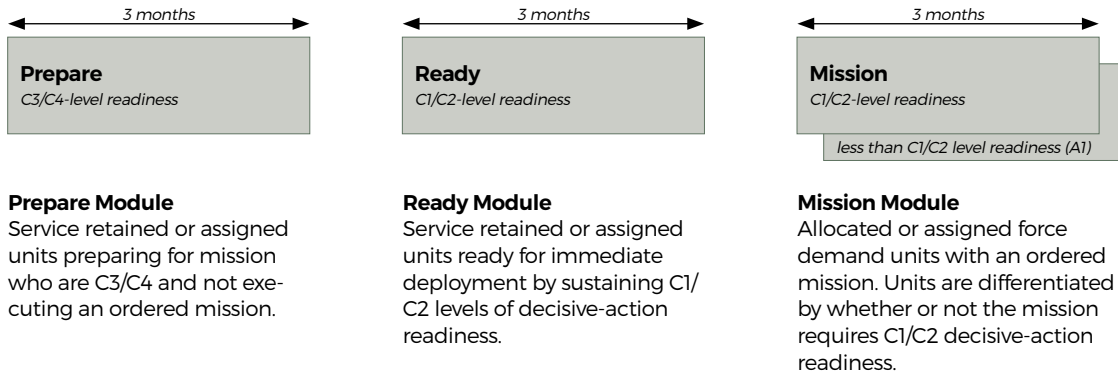 3 months
Prepare
C3/C4-level readiness
Prepare Module
Service retained or assigned
units preparing for mission
who are C3/C4 and not exe-
cuting an ordered mission.
3 months
Ready
C1/C2-level readiness
Ready Module
Service retained or assigned
units ready for immediate
deployment by sustaining C1/
C2 levels of decisive-action
readiness.
3 months
Mission
C1/C2-level readiness
less than C1/C2 level readiness (A1)
Mission Module
Allocated or assigned force
demand units with an ordered
mission. Units are differentiated
by whether or not the mission
requires C1/C2 decisive-action
readiness.